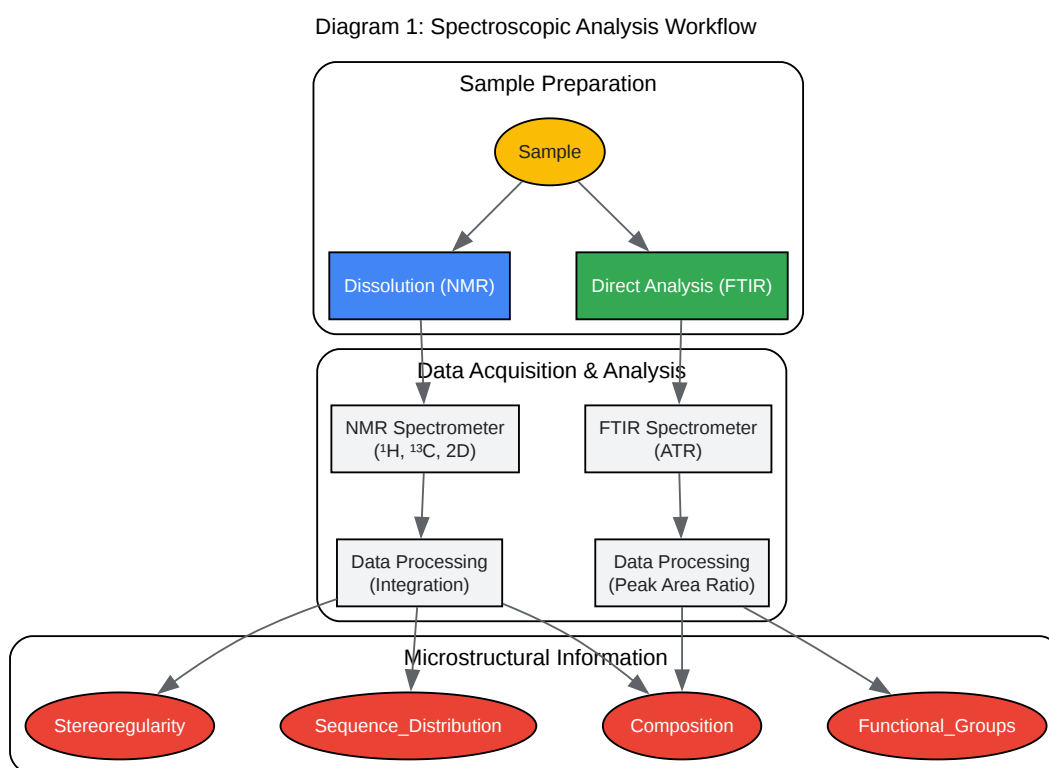 Diagram 1: Spectroscopic Analysis Workflow
Sample Preparation
Sample
Dissolution (NMR)
Direct Analysis (FTIR)
Data Acquisition & Analysis
NMR Spectrometer
(¹H, ¹³C, 2D)
FTIR Spectrometer
(ATR)
Data Processing
(Integration)
Data Processing
(Peak Area Ratio)
Microstructural Information
Stereoregularity
Sequence_Distribution
Composition
Functional_Groups